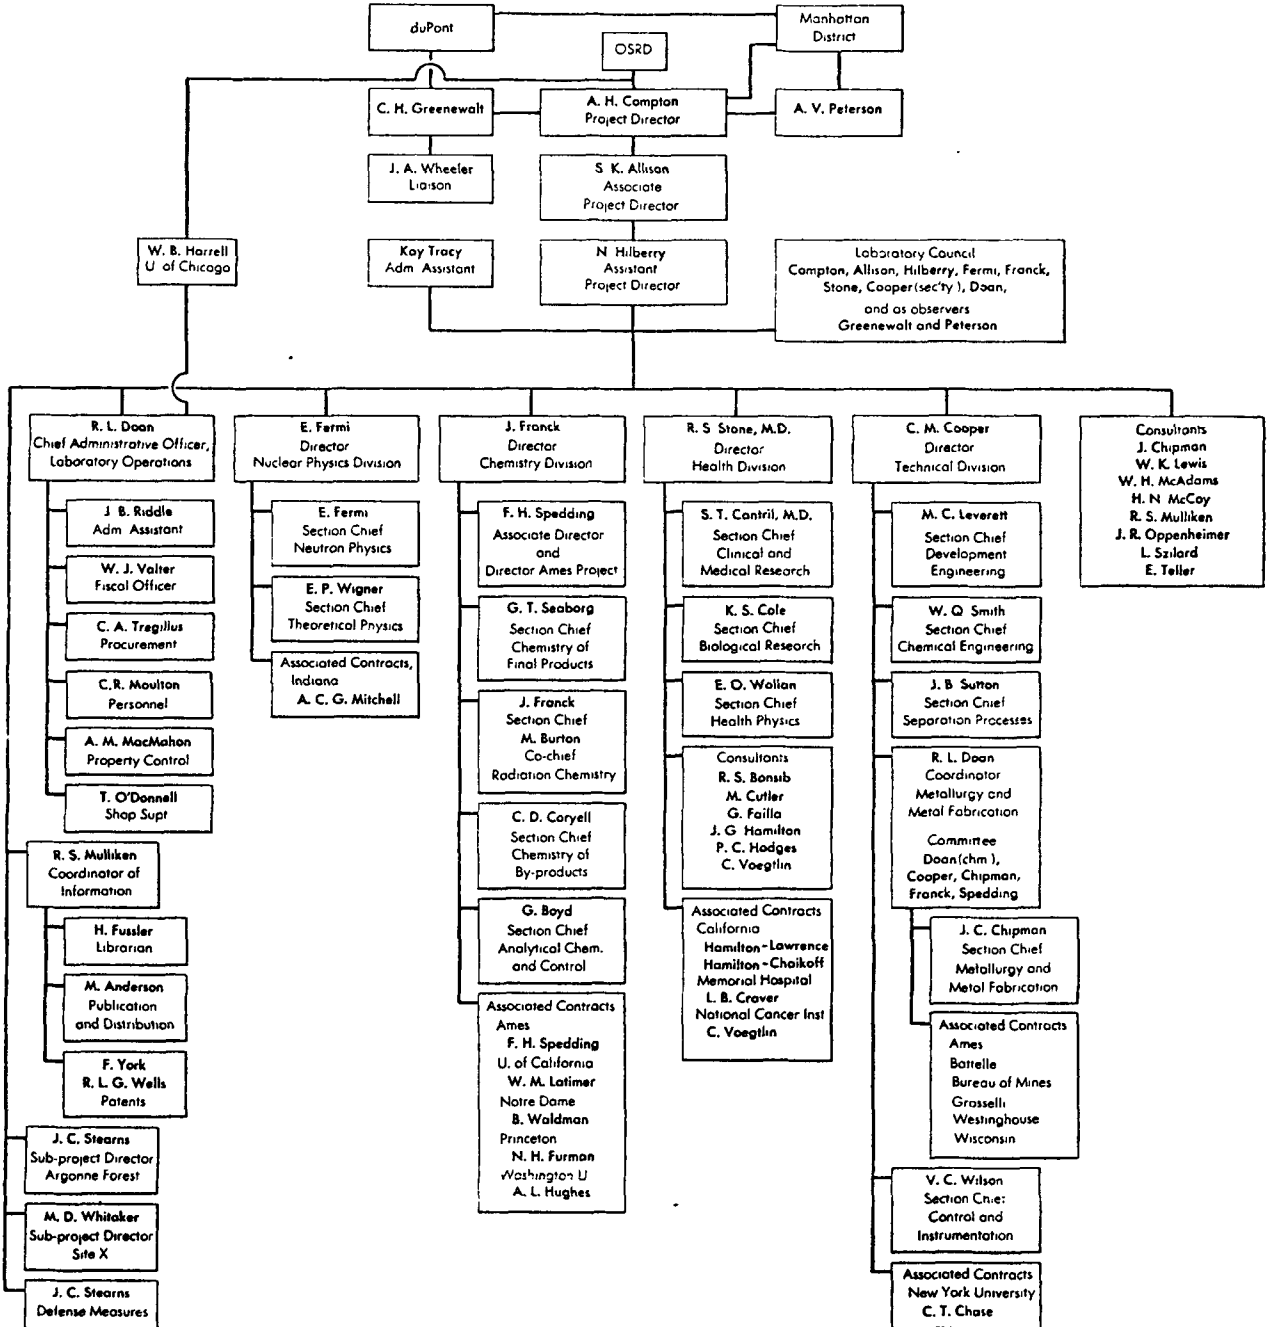 duPont
Manhattan
District
OSRD
C. H. Greenewalt
A. H. Compton
Project Director
A. V. Peterson
J. A. Wheeler
Liaison
S K. Allison
Associate
Project Director
W. B. Harrell
U of Chicago
Kay Tracy
Adm Assistant
N Hilberry
Assistant
Project Director
Laboratory Council
Compton, Allison, Hilberry, Fermi, Franck,
Stone, Cooper(sec'ty ), Doan,
and as observers
Greenewalt and Peterson
R. L. Doan
Chief Administrative Officer,
Laboratory Operations
J. B. Riddle
Adm Assistant
W. J. Valter
Fiscal Officer
C. A. Tregillus
Procurement
C.R. Moulton
Personnel
A. M. MacMahon
Property Control
T. O'Donnell
Shop Supt
R. S. Mulliken
Coordinator of
Information
H. Fussler
Librarian
M. Anderson
Publication
and Distribution
F. York
R. L. G. Wells
Patents
J. C. Stearns
Sub-project Director
Argonne Forest
M. D. Whitaker
Sub-project Director
Site X
J. C. Stearns
Defense Measures
E. Fermi
Director
Nuclear Physics Division
E. Fermi
Section Chief
Neutron Physics
E. P. Wigner
Section Chief
Theoretical Physics
Associated Contracts,
Indiana
A. C. G. Mitchell
J. Franck
Director
Chemistry Division
F. H. Spedding
Associate Director
and
Director Ames Project
G. T. Seaborg
Section Chief
Chemistry of
Final Products
J. Franck
Section Chief
M. Burton
Co-chief
Radiation Chemistry
C. D. Coryell
Section Chief
Chemistry of
By-products
G. Boyd
Section Chief
Analytical Chem.
and Control
Associated Contracts
Ames
F. H. Spedding
U. of California
W. M. Latimer
Notre Dame
B. Waldman
Princeton
N. H. Furman
Washington U
A. L. Hughes
R. S Stone, M.D.
Director
Health Division
S. T. Cantril, M.D.
Section Chief
Clinical and
Medical Research
K. S. Cole
Section Chief
Biological Research
E. O. Wollan
Section Chief
Health Physics
Consultants
R. S. Bonsib
M. Cutler
G. Failla
J. G Hamilton
P. C. Hodges
C. Voegtlin
Associated Contracts
California
Hamilton-Lawrence
Hamilton-Chaikoff
Memorial Hospital
L. B. Craver
National Cancer Inst
C. Voegtlin
C. M. Cooper
Director
Technical Division
M. C. Leverett
Section Chief
Development
Engineering
W. Q Smith
Section Chief
Chemical Engineering
J. B Sutton
Section Chief
Separation Processes
R. L. Doan
Coordinator
Metallurgy and
Metal Fabrication
Committee
Doan(chm ),
Cooper, Chipman,
Franck, Spedding
J. C. Chipman
Section Chief
Metallurgy and
Metal Fabrication
Associated Contracts
Ames
Battelle
Bureau of Mines
Grasselli
Westinghouse
Wisconsin
V. C. Wilson
Section Chief
Control and
Instrumentation
Associated Contracts
New York University
C. T. Chase
Consultants
J. Chipman
W. K. Lewis
W. H. McAdams
H. N McCoy
R. S. Mulliken
J. R. Oppenheimer
L. Szilard
E. Teller